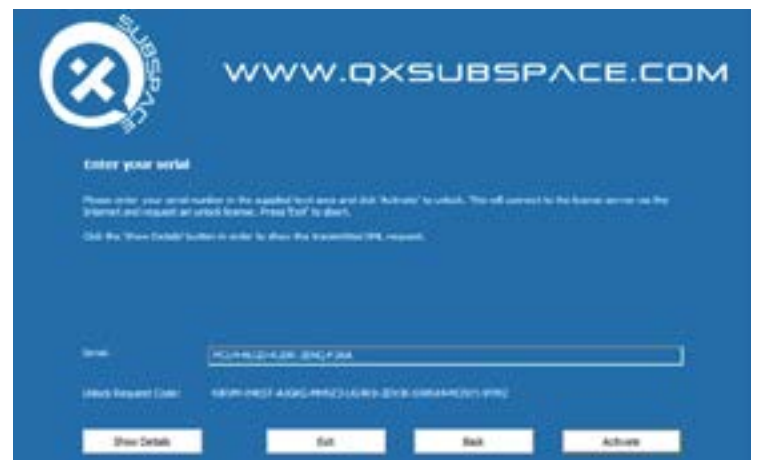 SUBSPACE
WWW.QXSUBSPACE.COM
Enter your serial
Please enter your serial number in the supplied text area and click 'Activate' to unlock. This will connect to the license server via the
Internet and request an unlock license. Press 'Exit' to abort.
Click the 'Show Details' button in order to show the transmitted XML request.
Serial:
Unlock Request Code:
Show Details
Exit
Back
Activate